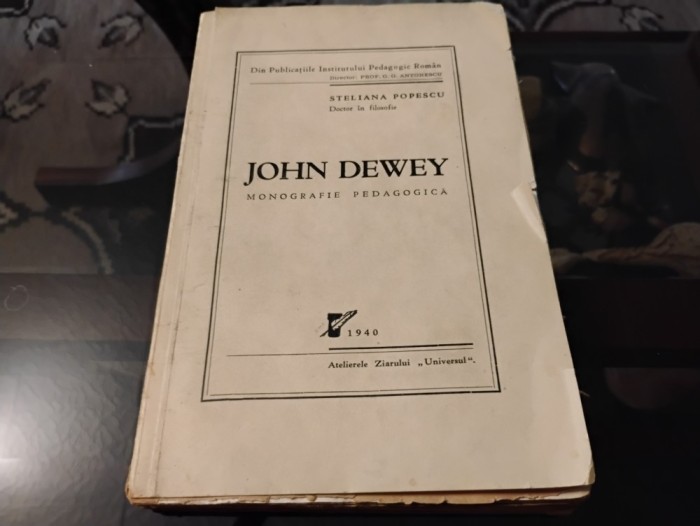 Din Publicațiile Institutului Pedagogic Român
Director: PROF. G. G. ANTONESCU
STELIANA POPESCU
Doctor în filosofie
JOHN DEWEY
MONOGRAFIE PEDAGOGICĂ
1940
Atelierele Ziarului „Universul“.